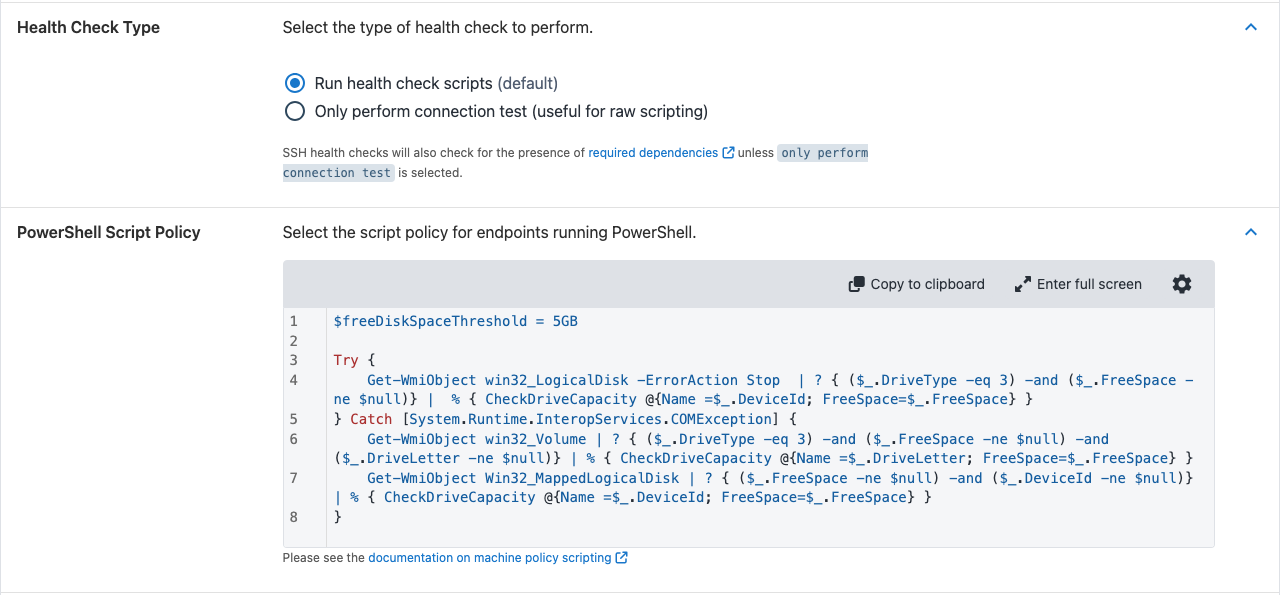 Health Check Type
Select the type of health check to perform.
Run health check scripts (default)
Only perform connection test (useful for raw scripting)
SSH health checks will also check for the presence of required dependencies unless only perform
connection test is selected.
PowerShell Script Policy
Select the script policy for endpoints running PowerShell.
Copy to clipboard
Enter full screen
1 $freeDiskSpaceThreshold = 5GB
2
3 Try {
4     Get-WmiObject win32_LogicalDisk -ErrorAction Stop  | ? { ($_.DriveType -eq 3) -and ($_.FreeSpace -
ne $null)} |  % { CheckDriveCapacity @{Name =$_.DeviceId; FreeSpace=$_.FreeSpace} }
5 } Catch [System.Runtime.InteropServices.COMException] {
6     Get-WmiObject win32_Volume | ? { ($_.DriveType -eq 3) -and ($_.FreeSpace -ne $null) -and
($_.DriveLetter -ne $null)} | % { CheckDriveCapacity @{Name =$_.DriveLetter; FreeSpace=$_.FreeSpace} }
7     Get-WmiObject Win32_MappedLogicalDisk | ? { ($_.FreeSpace -ne $null) -and ($_.DeviceId -ne $null)}
| % { CheckDriveCapacity @{Name =$_.DeviceId; FreeSpace=$_.FreeSpace} }
8 }
Please see the documentation on machine policy scripting